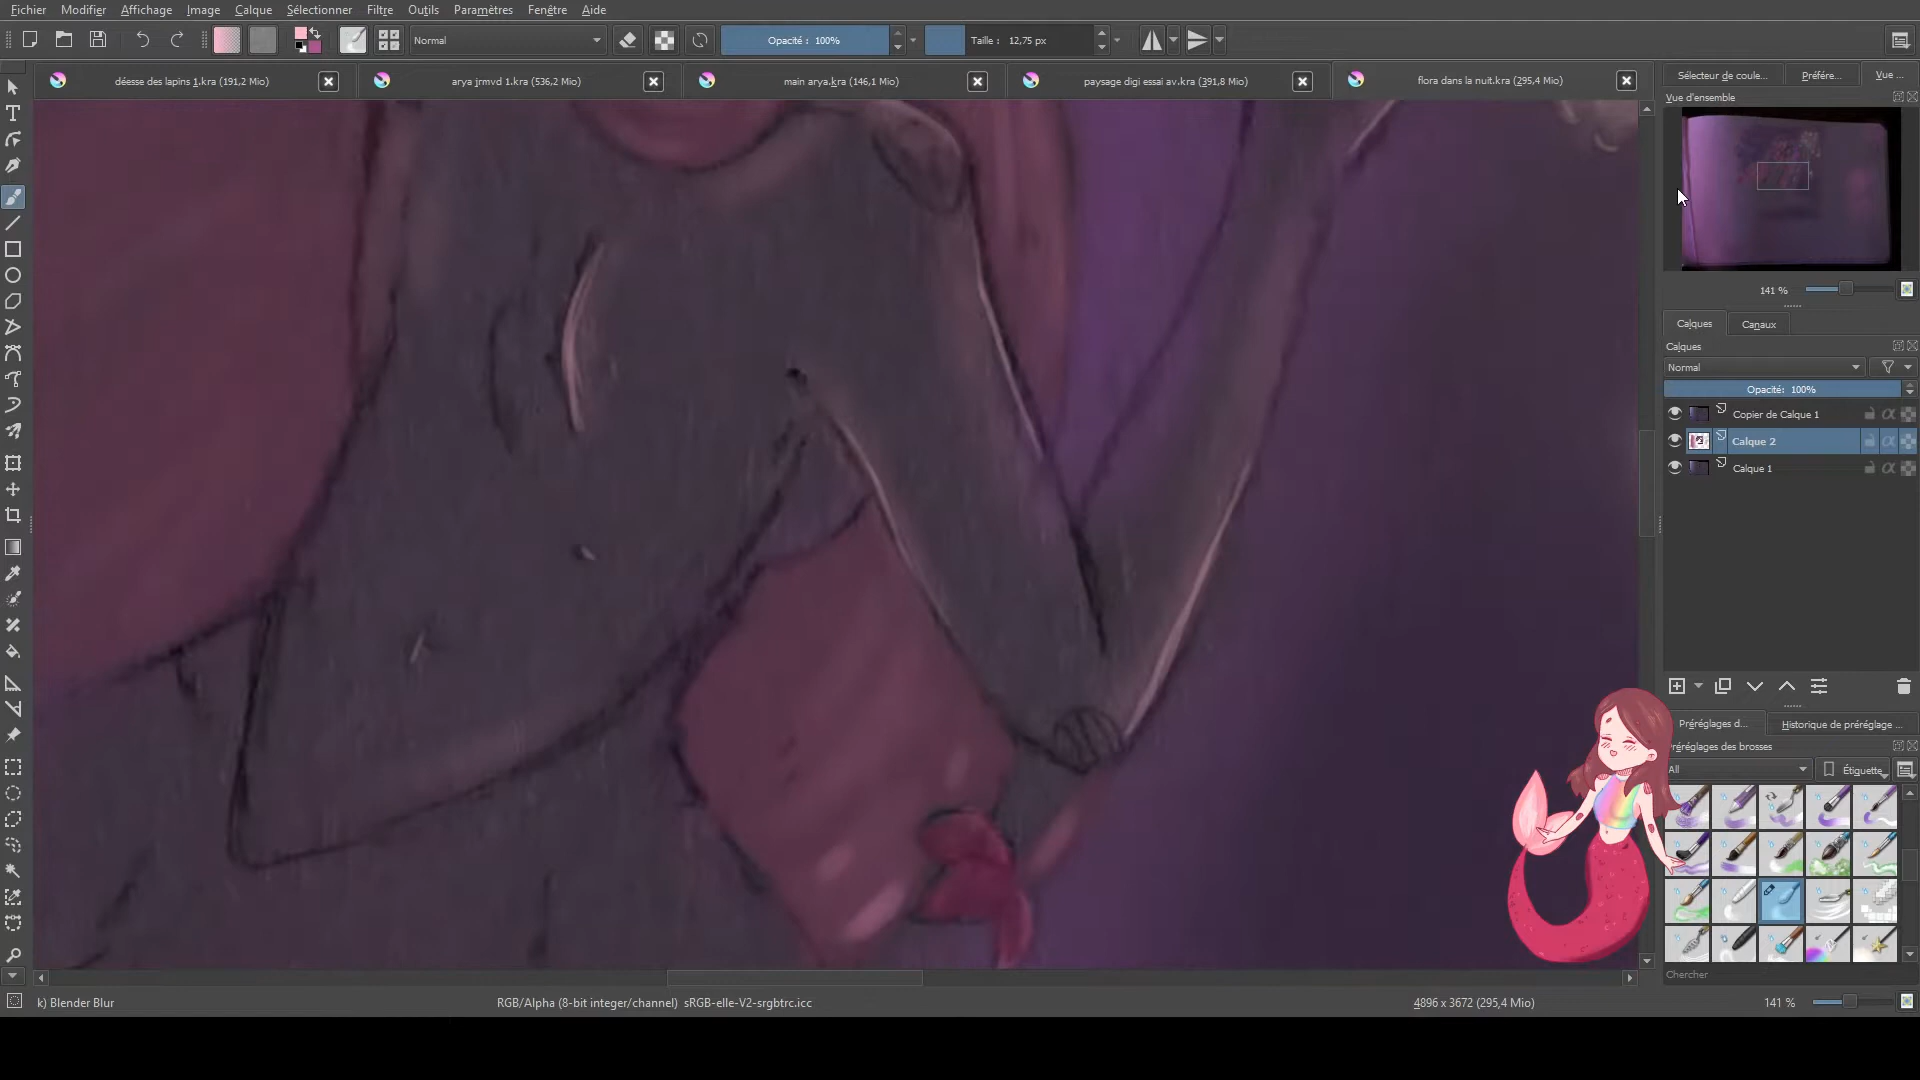 Fichier Modifier Affichage Image Calque Sélectionner Filtre Outils Paramètres Fenêtre Aide
Normal Opacité : 100% Taille : 12,75 px
déesse des lapins 1.kra (191,2 Mio) arya jrmvd 1.kra (536,2 Mio) main arya.kra (146,1 Mio) paysage digi essai av.kra (391,8 Mio) flora dans la nuit.kra (295,4 Mio)
Sélecteur de coule... Préfére... Vue ...
Vue d'ensemble
141 %
Calques Canaux
Calques
Normal
Opacité: 100%
Copier de Calque 1
Calque 2
Calque 1
Préréglages d... Historique de préréglage ...
Préréglages des brosses
All Étiquette
Chercher
k) Blender Blur RGB/Alpha (8-bit integer/channel) sRGB-elle-V2-srgbtrc.icc 4896 x 3672 (295,4 Mio) 141 %